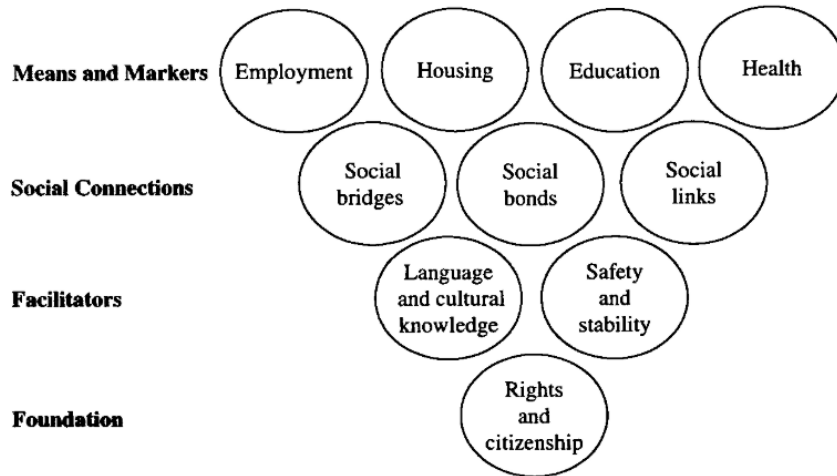 Means and Markers
Employment
Housing
Education
Health
Social Connections
Social
bridges
Social
bonds
Social
links
Facilitators
Language
and cultural
knowledge
Safety
and
stability
Foundation
Rights
and
citizenship